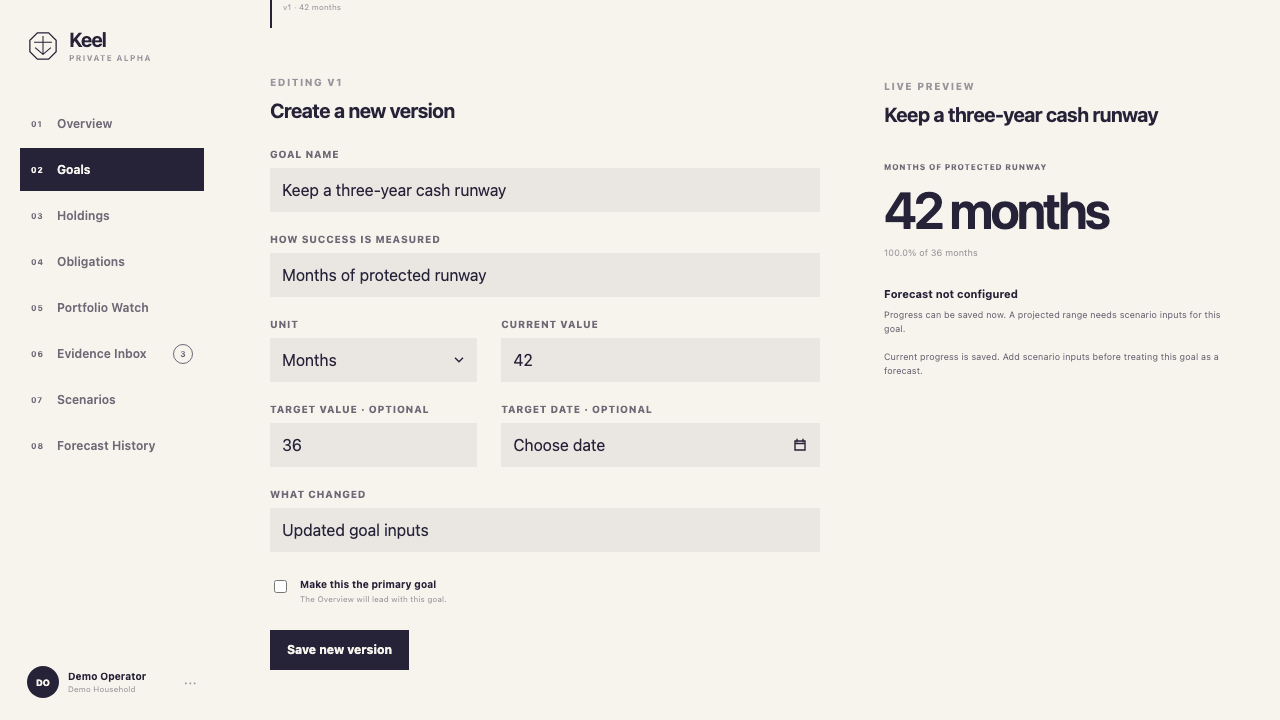 Keel
PRIVATE ALPHA
01 Overview
02 Goals
03 Holdings
04 Obligations
05 Portfolio Watch
06 Evidence Inbox 3
07 Scenarios
08 Forecast History
DO
Demo Operator
Demo Household
...
v1 · 42 months
EDITING V1
Create a new version
GOAL NAME
Keep a three-year cash runway
HOW SUCCESS IS MEASURED
Months of protected runway
UNIT
Months
CURRENT VALUE
42
TARGET VALUE · OPTIONAL
36
TARGET DATE · OPTIONAL
Choose date
WHAT CHANGED
Updated goal inputs
Make this the primary goal
The Overview will lead with this goal.
Save new version
LIVE PREVIEW
Keep a three-year cash runway
MONTHS OF PROTECTED RUNWAY
42 months
100.0% of 36 months
Forecast not configured
Progress can be saved now. A projected range needs scenario inputs for this
goal.
Current progress is saved. Add scenario inputs before treating this goal as a
forecast.